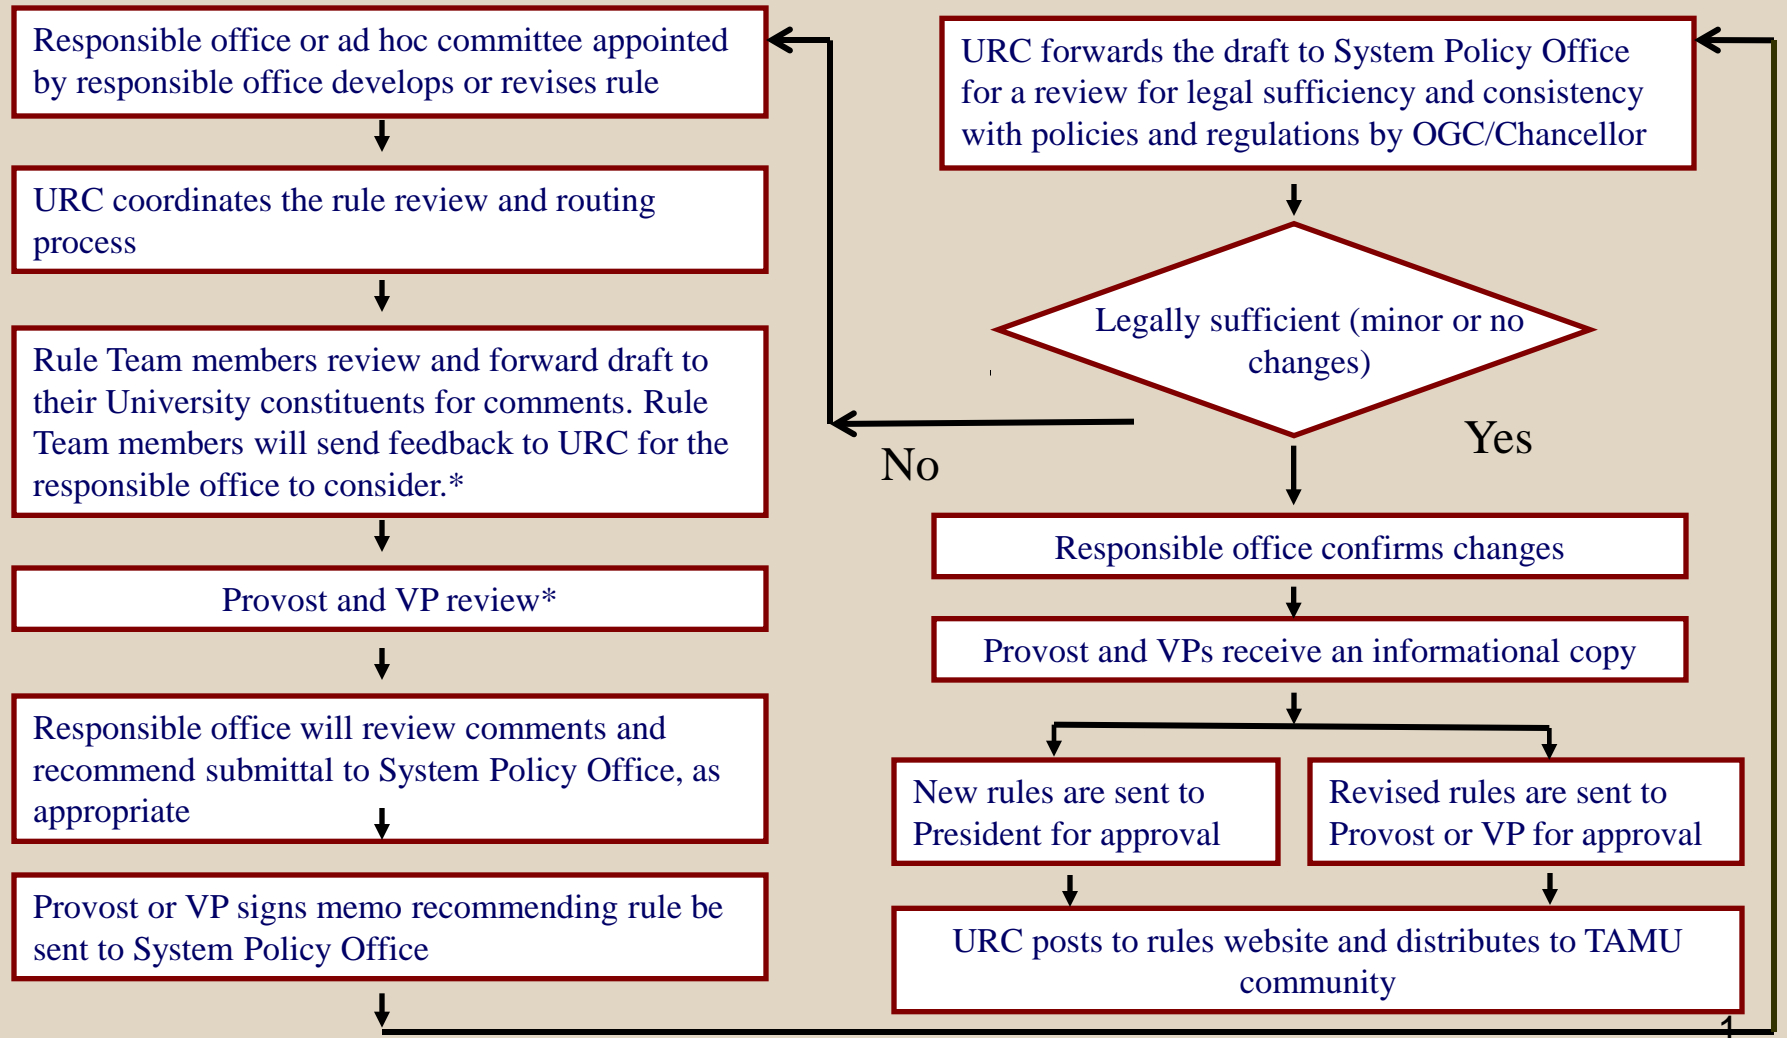 Responsible office or ad hoc committee appointed
by responsible office develops or revises rule
URC coordinates the rule review and routing
process
Rule Team members review and forward draft to
their University constituents for comments. Rule
Team members will send feedback to URC for the
responsible office to consider.*
Provost and VP review*
Responsible office will review comments and
recommend submittal to System Policy Office, as
appropriate
Provost or VP signs memo recommending rule be
sent to System Policy Office
URC forwards the draft to System Policy Office
for a review for legal sufficiency and consistency
with policies and regulations by OGC/Chancellor
Legally sufficient (minor or no
changes)
No
Yes
Responsible office confirms changes
Provost and VPs receive an informational copy
New rules are sent to
President for approval
Revised rules are sent to
Provost or VP for approval
URC posts to rules website and distributes to TAMU
community
1